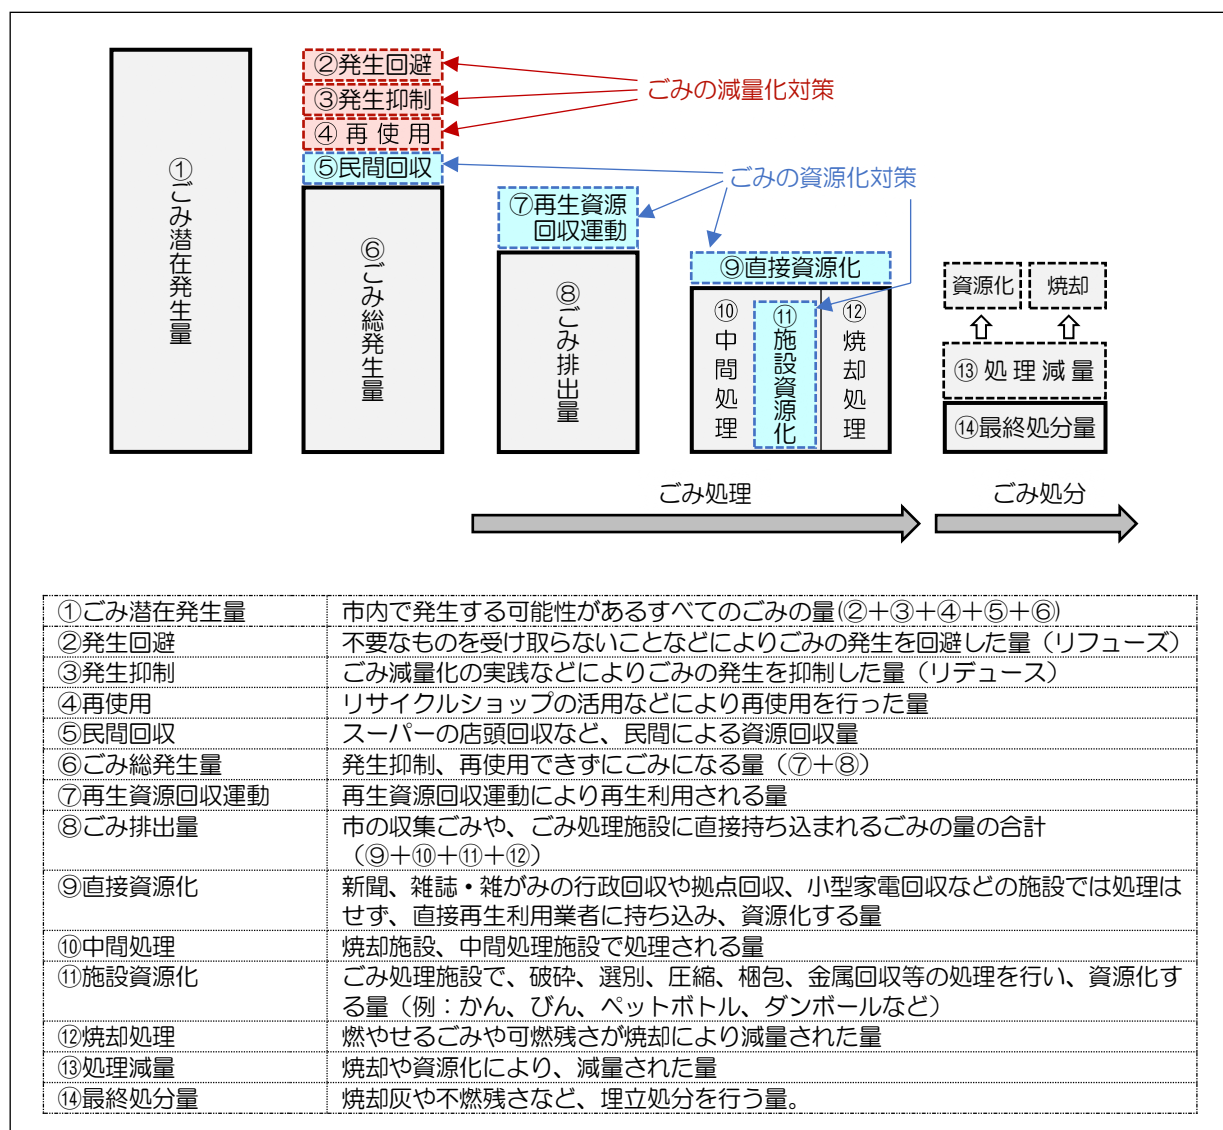 ①ごみ潜在発生量
②発生回避
③発生抑制
④再使用
⑤民間回収
⑥ごみ総発生量
ごみの減量化対策
ごみの資源化対策
⑦再生資源
回収運動
⑧ごみ排出量
⑨直接資源化
⑩中間処理
⑪施設資源化
⑫焼却処理
資源化
焼却
⑬処理減量
⑭最終処分量
ごみ処理
ごみ処分
①ごみ潜在発生量 市内で発生する可能性があるすべてのごみの量(②＋③＋④＋⑤＋⑥)
②発生回避 不要なものを受け取らないことなどによりごみの発生を回避した量（リフューズ）
③発生抑制 ごみ減量化の実践などによりごみの発生を抑制した量（リデュース）
④再使用 リサイクルショップの活用などにより再使用を行った量
⑤民間回収 スーパーの店頭回収など、民間による資源回収量
⑥ごみ総発生量 発生抑制、再使用できずにごみになる量（⑦＋⑧）
⑦再生資源回収運動 再生資源回収運動により再生利用される量
⑧ごみ排出量 市の収集ごみや、ごみ処理施設に直接持ち込まれるごみの量の合計
（⑨＋⑩＋⑪＋⑫）
⑨直接資源化 新聞、雑誌・雑がみの行政回収や拠点回収、小型家電回収などの施設では処理は
せず、直接再生利用業者に持ち込み、資源化する量
⑩中間処理 焼却施設、中間処理施設で処理される量
⑪施設資源化 ごみ処理施設で、破砕、選別、圧縮、梱包、金属回収等の処理を行い、資源化す
る量（例：かん、びん、ペットボトル、ダンボールなど）
⑫焼却処理 燃やせるごみや可燃残さが焼却により減量された量
⑬処理減量 焼却や資源化により、減量された量
⑭最終処分量 焼却灰や不燃残さなど、埋立処分を行う量。